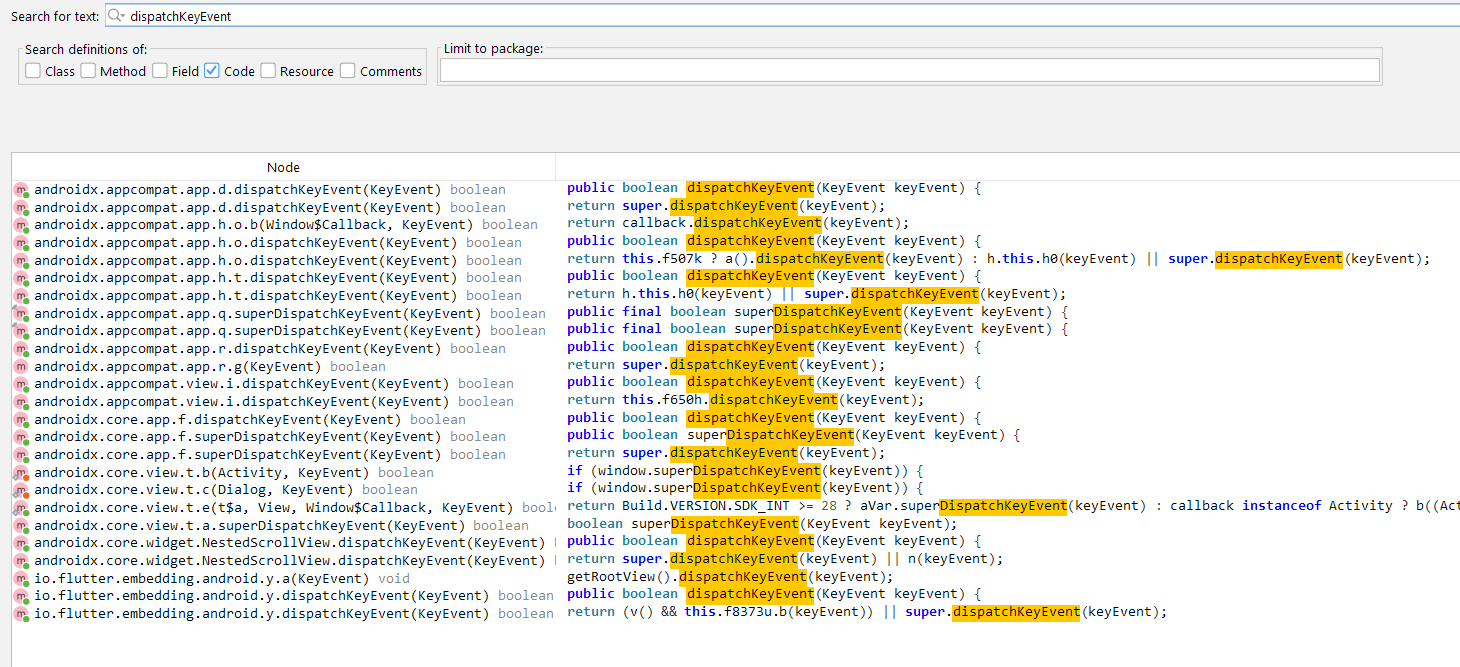 Search for text: dispatchKeyEvent
Search definitions of:
Limit to package:
Class Method Field Code Resource Comments
Node
androidx.appcompat.app.d.dispatchKeyEvent(KeyEvent) boolean public boolean dispatchKeyEvent(KeyEvent keyEvent) {
androidx.appcompat.app.d.dispatchKeyEvent(KeyEvent) boolean return super.dispatchKeyEvent(keyEvent);
androidx.appcompat.app.h.o.b(Window$Callback, KeyEvent) boolean return callback.dispatchKeyEvent(keyEvent);
androidx.appcompat.app.h.o.dispatchKeyEvent(KeyEvent) boolean public boolean dispatchKeyEvent(KeyEvent keyEvent) {
androidx.appcompat.app.h.o.dispatchKeyEvent(KeyEvent) boolean return this.f507k ? a().dispatchKeyEvent(keyEvent) : h.this.h0(keyEvent) || super.dispatchKeyEvent(keyEvent);
androidx.appcompat.app.h.t.dispatchKeyEvent(KeyEvent) boolean public boolean dispatchKeyEvent(KeyEvent keyEvent) {
androidx.appcompat.app.h.t.dispatchKeyEvent(KeyEvent) boolean return h.this.h0(keyEvent) || super.dispatchKeyEvent(keyEvent);
androidx.appcompat.app.q.superDispatchKeyEvent(KeyEvent) boolean public final boolean superDispatchKeyEvent(KeyEvent keyEvent) {
androidx.appcompat.app.q.superDispatchKeyEvent(KeyEvent) boolean public final boolean superDispatchKeyEvent(KeyEvent keyEvent) {
androidx.appcompat.app.r.dispatchKeyEvent(KeyEvent) boolean public boolean dispatchKeyEvent(KeyEvent keyEvent) {
androidx.appcompat.app.r.g(KeyEvent) boolean return super.dispatchKeyEvent(keyEvent);
androidx.appcompat.view.i.dispatchKeyEvent(KeyEvent) boolean public boolean dispatchKeyEvent(KeyEvent keyEvent) {
androidx.appcompat.view.i.dispatchKeyEvent(KeyEvent) boolean return this.f650h.dispatchKeyEvent(keyEvent);
androidx.core.app.f.dispatchKeyEvent(KeyEvent) boolean public boolean dispatchKeyEvent(KeyEvent keyEvent) {
androidx.core.app.f.superDispatchKeyEvent(KeyEvent) boolean public boolean superDispatchKeyEvent(KeyEvent keyEvent) {
androidx.core.app.f.superDispatchKeyEvent(KeyEvent) boolean return super.dispatchKeyEvent(keyEvent);
androidx.core.view.t.b(Activity, KeyEvent) boolean if (window.superDispatchKeyEvent(keyEvent)) {
androidx.core.view.t.c(Dialog, KeyEvent) boolean if (window.superDispatchKeyEvent(keyEvent)) {
androidx.core.view.t.e(t$a, View, Window$Callback, KeyEvent) boole return Build.VERSION.SDK_INT >= 28 ? aVar.superDispatchKeyEvent(keyEvent) : callback instanceof Activity ? b((Act
androidx.core.view.t.a.superDispatchKeyEvent(KeyEvent) boolean boolean superDispatchKeyEvent(KeyEvent keyEvent);
androidx.core.widget.NestedScrollView.dispatchKeyEvent(KeyEvent) public boolean dispatchKeyEvent(KeyEvent keyEvent) {
androidx.core.widget.NestedScrollView.dispatchKeyEvent(KeyEvent) return super.dispatchKeyEvent(keyEvent) || n(keyEvent);
io.flutter.embedding.android.y.a(KeyEvent) void getRootView().dispatchKeyEvent(keyEvent);
io.flutter.embedding.android.y.dispatchKeyEvent(KeyEvent) boolean public boolean dispatchKeyEvent(KeyEvent keyEvent) {
io.flutter.embedding.android.y.dispatchKeyEvent(KeyEvent) boolean return (v() && this.f8373u.b(keyEvent)) || super.dispatchKeyEvent(keyEvent);